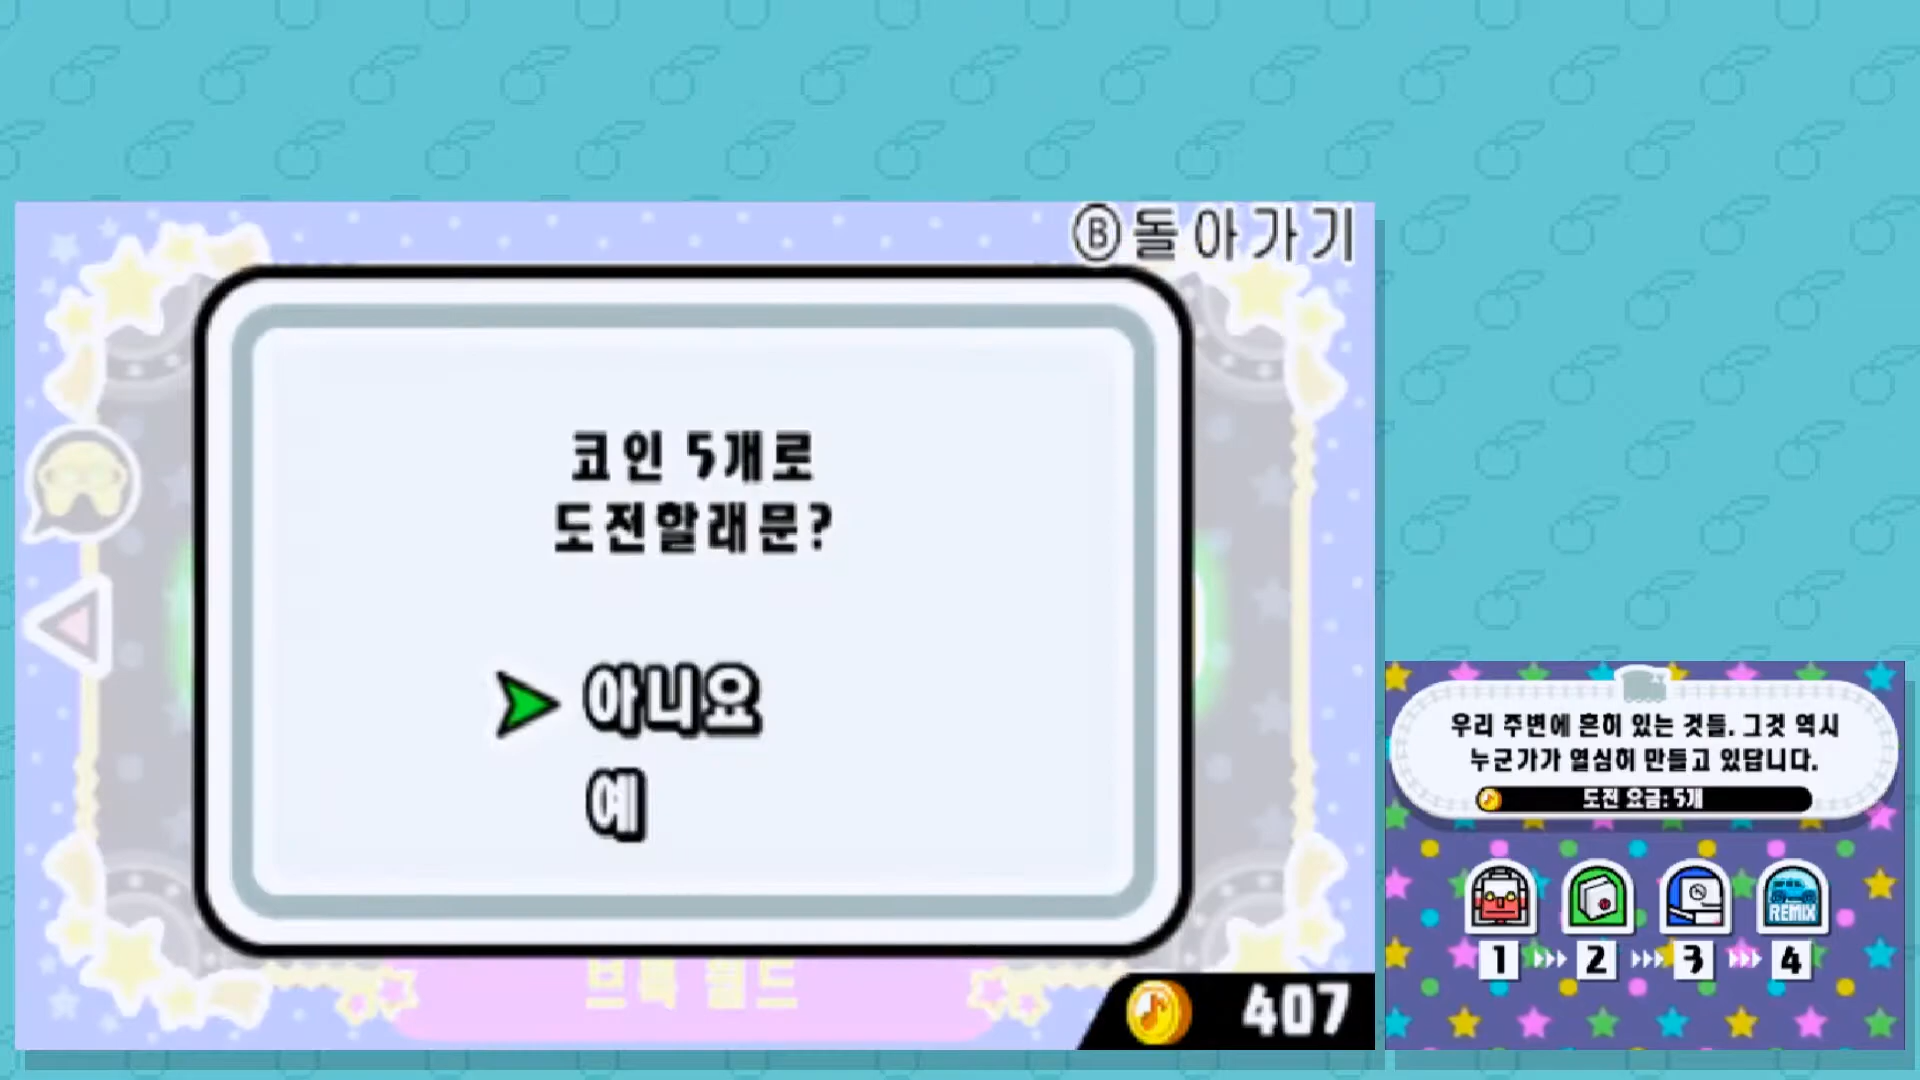 Ⓑ돌아가기
코인 5개로
도전할래문?
아니요
예
407
우리 주변에 흔히 있는 것들. 그것 역시
누군가가 열심히 만들고 있답니다.
도전 요금: 5개
REMIX
1 2 3 4